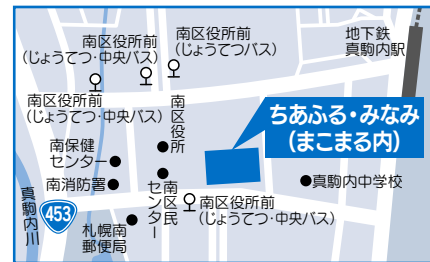 南区役所前
(じょうてつ・中央バス)
南区役所前
(じょうてつバス)
地下鉄
真駒内駅
南区役所前
(じょうてつ・中央バス)
南区役所
ちあふる・みなみ
(まこまる内)
南保健
センター
南消防署
南区民
センター
南区役所前
(じょうてつ・中央バス)
真駒内中学校
真駒内川
453
札幌南
郵便局